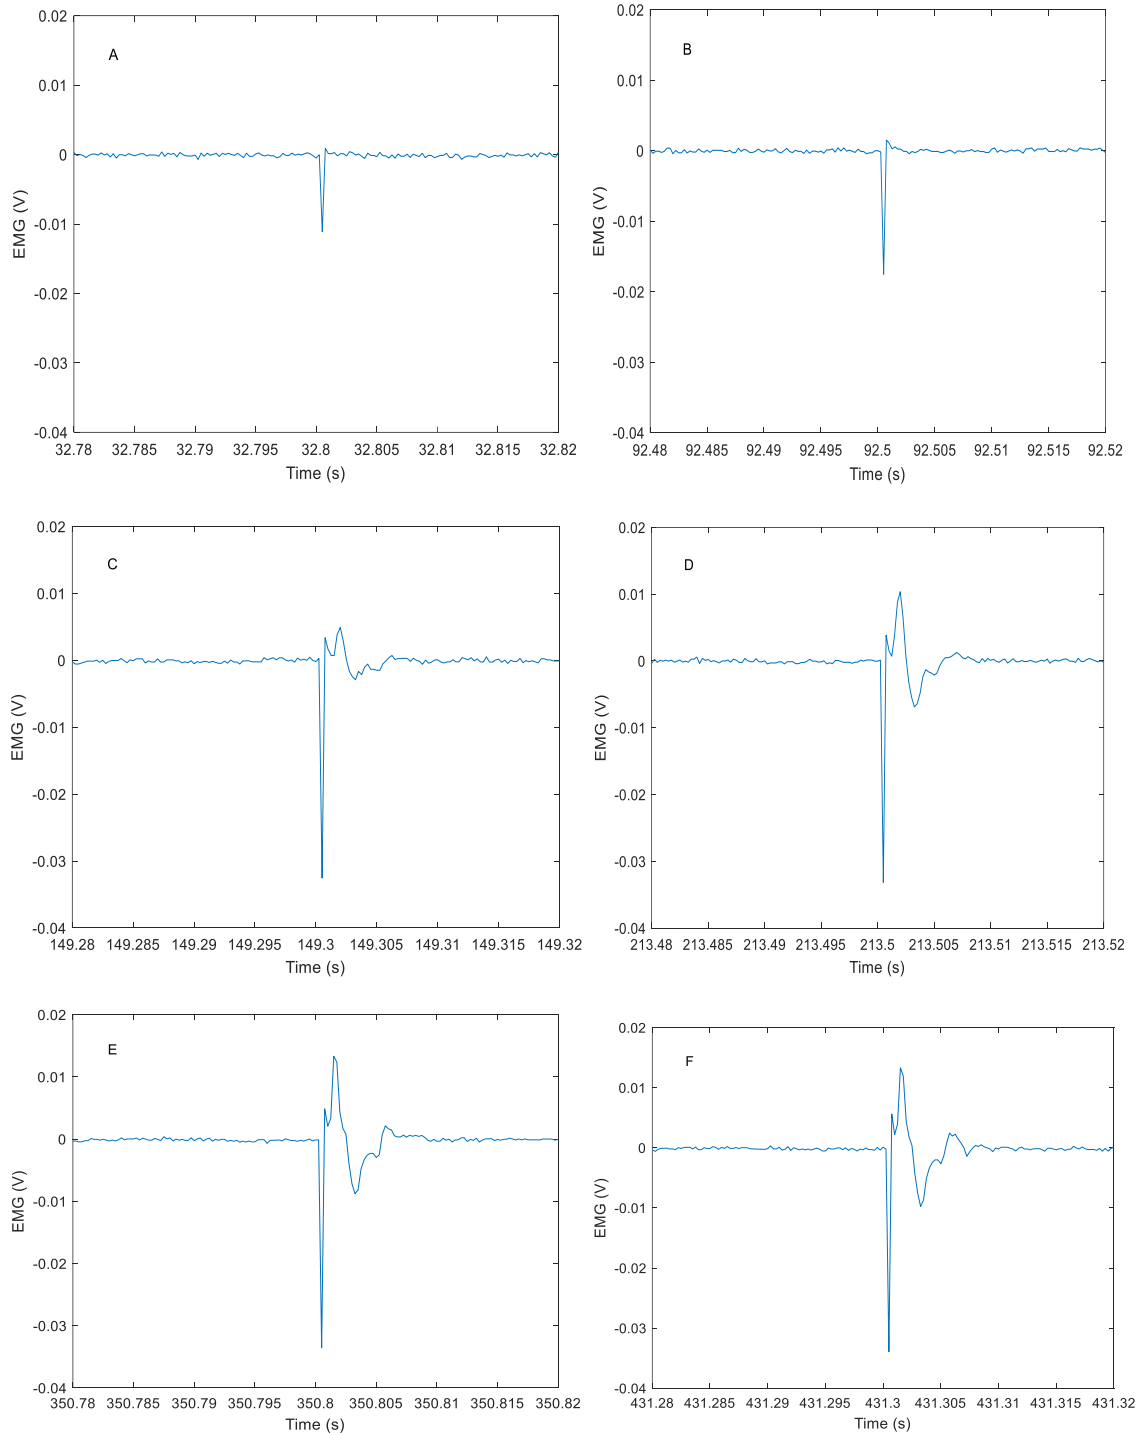 A
0.02
0.01
0
-0.01
-0.02
-0.03
-0.04
EMG (V)
32.78 32.785 32.79 32.795 32.8 32.805 32.81 32.815 32.82
Time (s)
B
0.02
0.01
0
-0.01
-0.02
-0.03
-0.04
EMG (V)
92.48 92.485 92.49 92.495 92.5 92.505 92.51 92.515 92.52
Time (s)
C
0.02
0.01
0
-0.01
-0.02
-0.03
-0.04
EMG (V)
149.28 149.285 149.29 149.295 149.3 149.305 149.31 149.315 149.32
Time (s)
D
0.02
0.01
0
-0.01
-0.02
-0.03
-0.04
EMG (V)
213.48 213.485 213.49 213.495 213.5 213.505 213.51 213.515 213.52
Time (s)
E
0.02
0.01
0
-0.01
-0.02
-0.03
-0.04
EMG (V)
350.78 350.785 350.79 350.795 350.8 350.805 350.81 350.815 350.82
Time (s)
F
0.02
0.01
0
-0.01
-0.02
-0.03
-0.04
EMG (V)
431.28 431.285 431.29 431.295 431.3 431.305 431.31 431.315 431.32
Time (s)